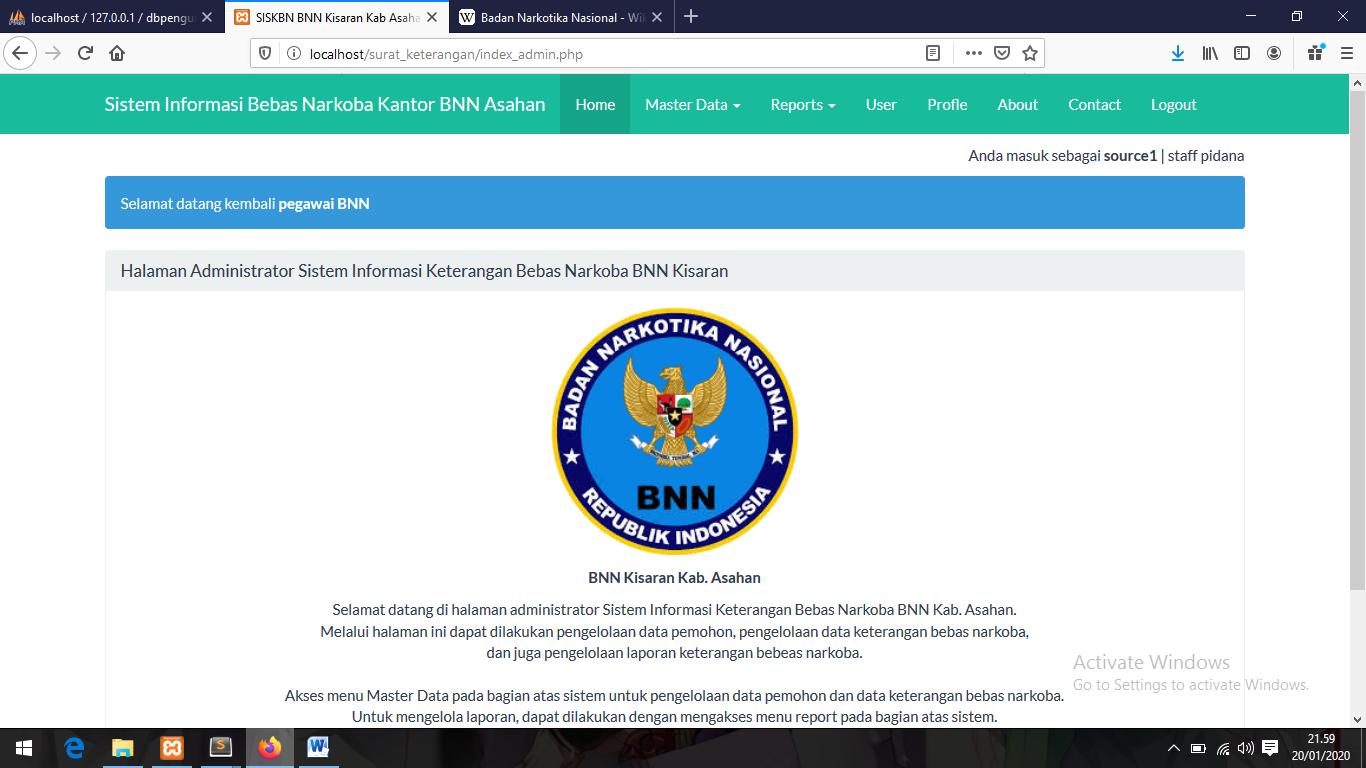 localhost / 127.0.0.1 / dbpengu
SISKBN BNN Kisaran Kab Asaha
Badan Narkotika Nasional - Wi
localhost/surat_keterangan/index_admin.php
Sistem Informasi Bebas Narkoba Kantor BNN Asahan
Home
Master Data
Reports
User
Profle
About
Contact
Logout
Anda masuk sebagai source1 | staff pidana
Selamat datang kembali pegawai BNN
Halaman Administrator Sistem Informasi Keterangan Bebas Narkoba BNN Kisaran
BADAN NARKOTIKA NASIONAL
BNN
REPUBLIK INDONESIA
BNN Kisaran Kab. Asahan
Selamat datang di halaman administrator Sistem Informasi Keterangan Bebas Narkoba BNN Kab. Asahan.
Melalui halaman ini dapat dilakukan pengelolaan data pemohon, pengelolaan data keterangan bebas narkoba,
dan juga pengelolaan laporan keterangan bebeas narkoba.
Akses menu Master Data pada bagian atas sistem untuk pengelolaan data pemohon dan data keterangan bebas narkoba.
Untuk mengelola laporan, dapat dilakukan dengan mengakses menu report pada bagian atas sistem.
Activate Windows
Go to Settings to activate Windows.
21.59
20/01/2020